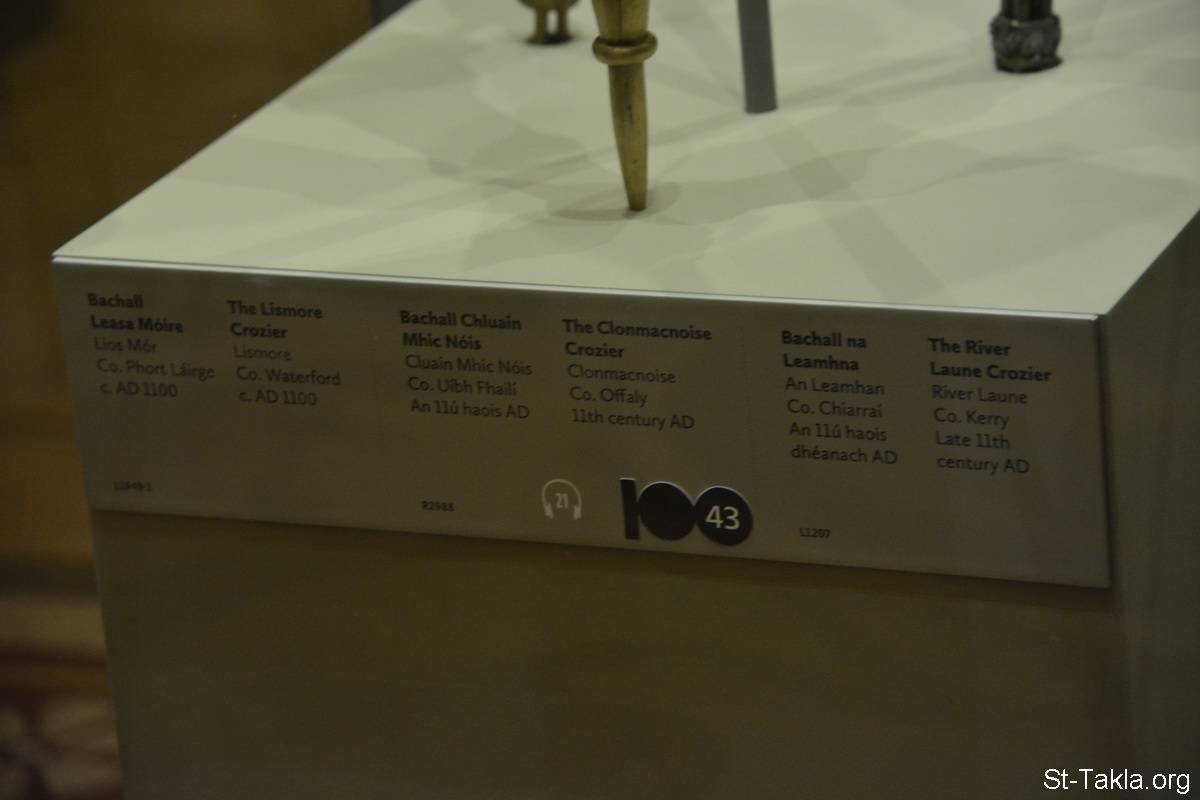 Bachall
Leasa Móire
Lios Mór
Co. Phort Láirge
c. AD 1100
The Lismore
Crozier
Lismore
Co. Waterford
c. AD 1100
Bachall Chluain
Mhic Nóis
Cluain Mhic Nóis
Co. Uíbh Fhailí
An 11ú haois AD
The Clonmacnoise
Crozier
Clonmacnoise
Co. Offaly
11th century AD
Bachall na
Leamhna
An Leamhan
Co. Chiarraí
An 11ú haois
dhéanach AD
The River
Laune Crozier
River Laune
Co. Kerry
Late 11th
century AD
R2988
21
100
43
L1207
St-Takla.org